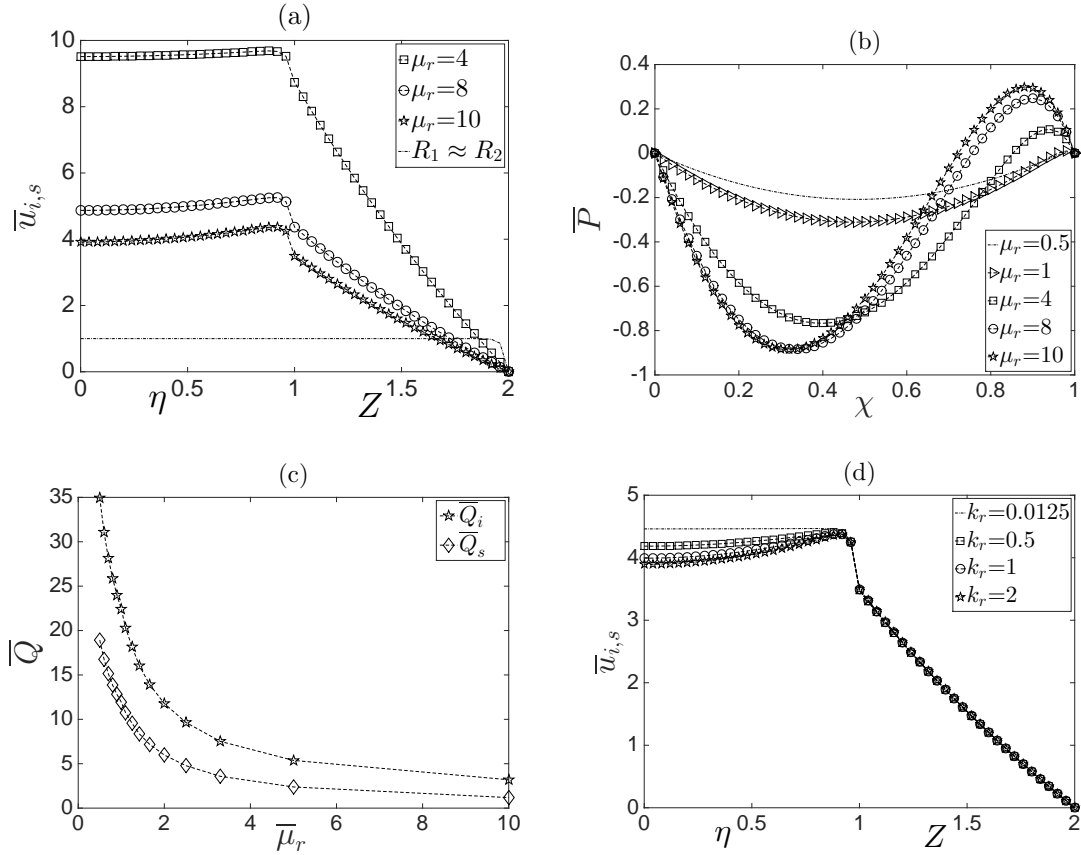 (a)
10
8
6
4
2
0
0 0.5 1 1.5 2
η Z
u̅_{i,s}
μ_r=4
μ_r=8
μ_r=10
R_1 ≈ R_2
(b)
0.4
0.2
0
-0.2
-0.4
-0.6
-0.8
-1
0 0.2 0.4 0.6 0.8 1
χ
P̅
μ_r=0.5
μ_r=1
μ_r=4
μ_r=8
μ_r=10
(c)
35
30
25
20
15
10
5
0
0 2 4 6 8 10
μ̅_r
Q̅
Q̅_i
Q̅_s
(d)
5
4
3
2
1
0
0 0.5 1 1.5 2
η Z
u̅_{i,s}
k_r=0.0125
k_r=0.5
k_r=1
k_r=2